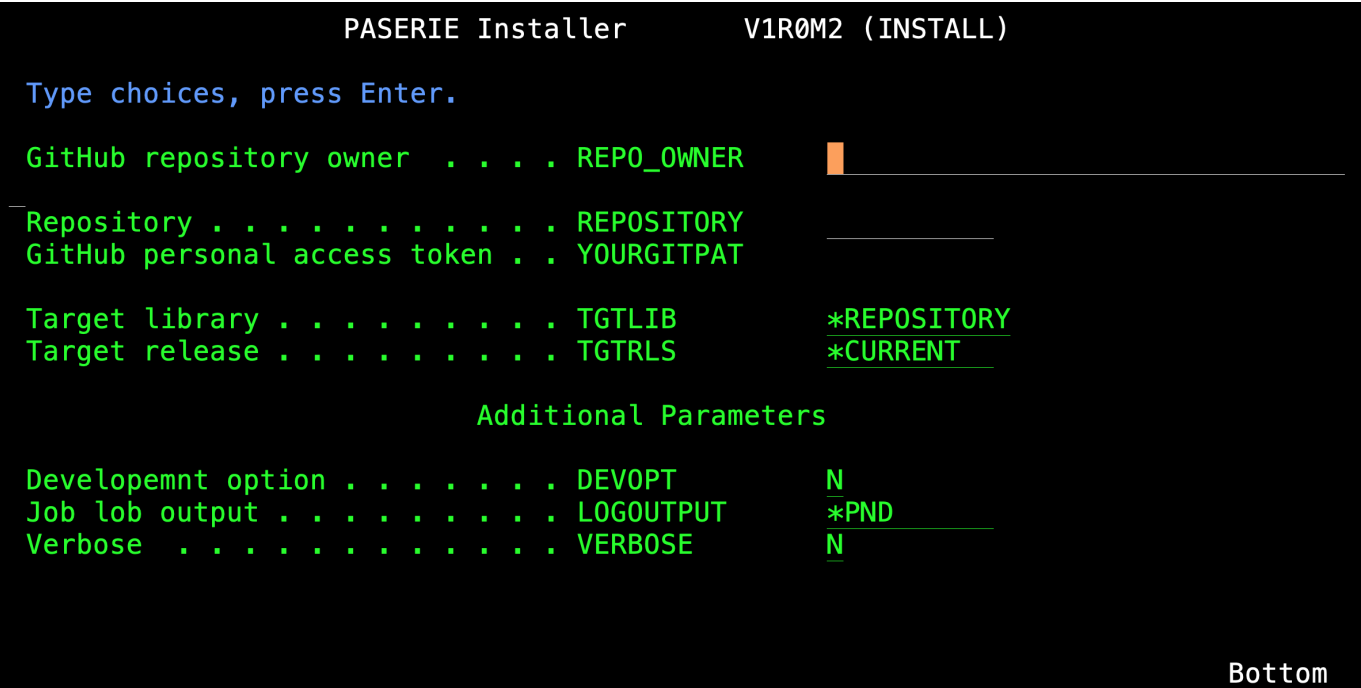 PASERIE Installer V1R0M2 (INSTALL)
Type choices, press Enter.
GitHub repository owner . . . . REPO_OWNER
Repository . . . . . . . . . . . REPOSITORY
GitHub personal access token . . YOURGITPAT
Target library . . . . . . . . . TGTLIB *REPOSITORY
Target release . . . . . . . . . TGTRLS *CURRENT
Additional Parameters
Developemnt option . . . . . . . DEVOPT N
Job lob output . . . . . . . . . LOGOUTPUT *PND
Verbose . . . . . . . . . . . . VERBOSE N
Bottom